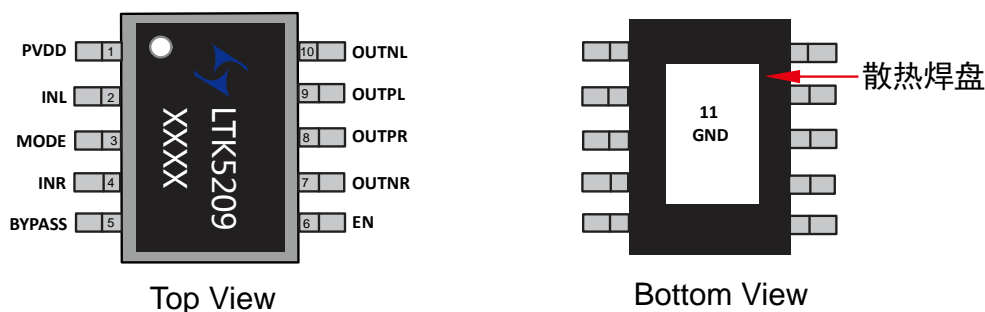 PVDD 1 10 OUTNL
INL 2 9 OUTPL
MODE 3 8 OUTPR
INR 4 7 OUTNR
BYPASS 5 6 EN
LTK5209
XXXX
Top View
散热焊盘
11
GND
Bottom View